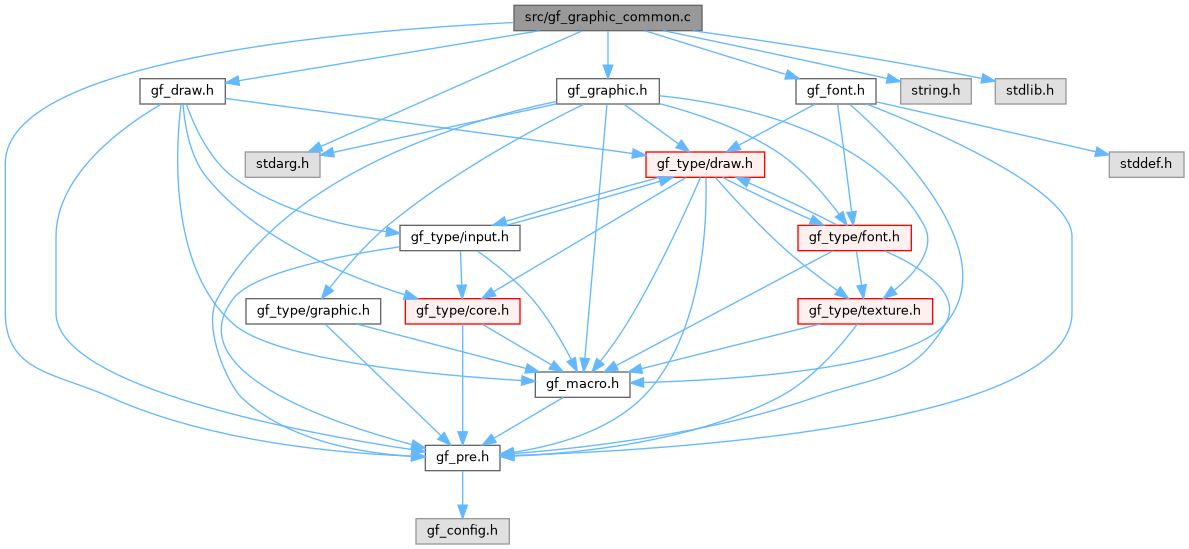 src/gf_graphic_common.c
gf_draw.h
gf_graphic.h
gf_font.h
string.h
stdlib.h
stdarg.h
gf_type/draw.h
stddef.h
gf_type/input.h
gf_type/font.h
gf_type/graphic.h
gf_type/core.h
gf_type/texture.h
gf_macro.h
gf_pre.h
gf_config.h